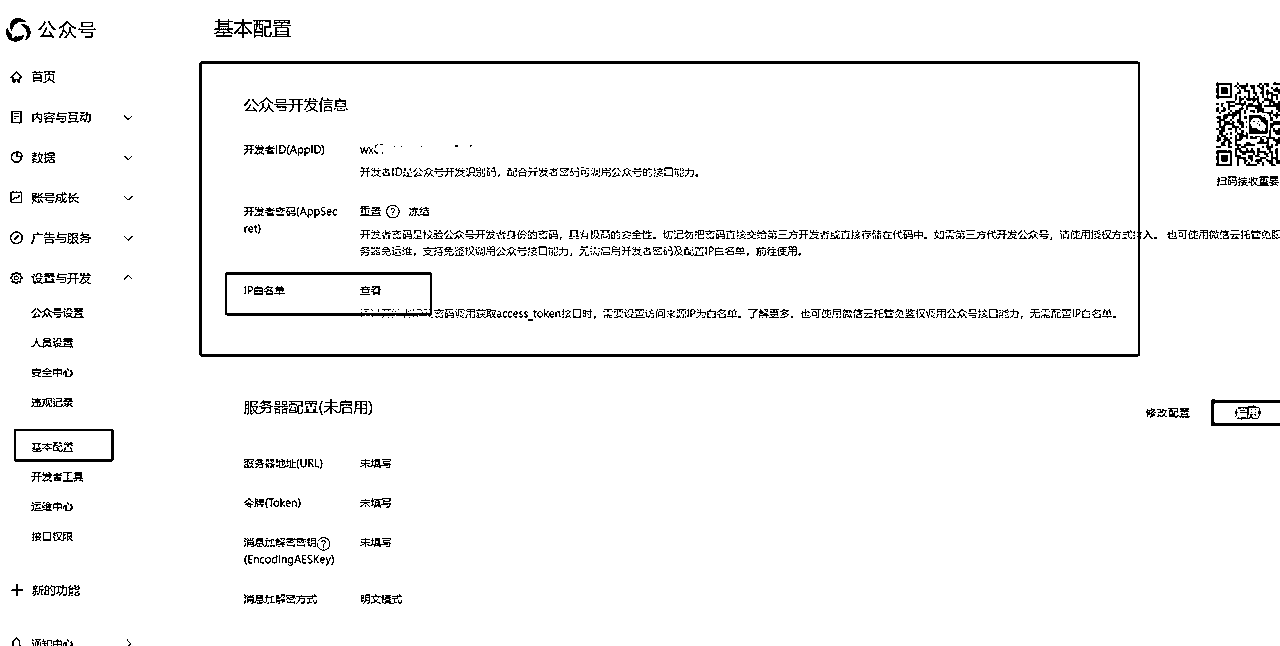 公众号
基本配置
首页
内容与互动
数据
账号成长
广告与服务
设置与开发
公众号设置
人员设置
安全中心
违规记录
基本配置
开发者工具
运维中心
接口权限
新的功能
通知中心
公众号开发信息
开发者ID(AppID)
开发者ID是公众号开发识别码，配合开发者密码可调用公众号的接口能力。
开发者密码(AppSec
ret)
重置 冻结
开发者密码是校验公众号开发者身份的密码，具有极高的安全性。切记勿把密码直接交给第三方开发者或直接存储在代码中。如需第三方代开发公众号，请使用授权方式接入。 也可使用微信云托管免
务器免运维，支持免鉴权调用公众号接口能力，无需启用开发者密码及配置IP白名单，前往使用。
IP白名单 查看
密码调用获取access_token接口时，需要设置访问来源IP为白名单。了解更多。也可使用微信云托管免鉴权调用公众号接口能力，无需配置IP白名单。
扫码接收重要
服务器配置(未启用)
修改配置 启用
服务器地址(URL) 未填写
令牌(Token) 未填写
消息加解密密钥 未填写
(EncodingAESKey)
消息加解密方式 明文模式